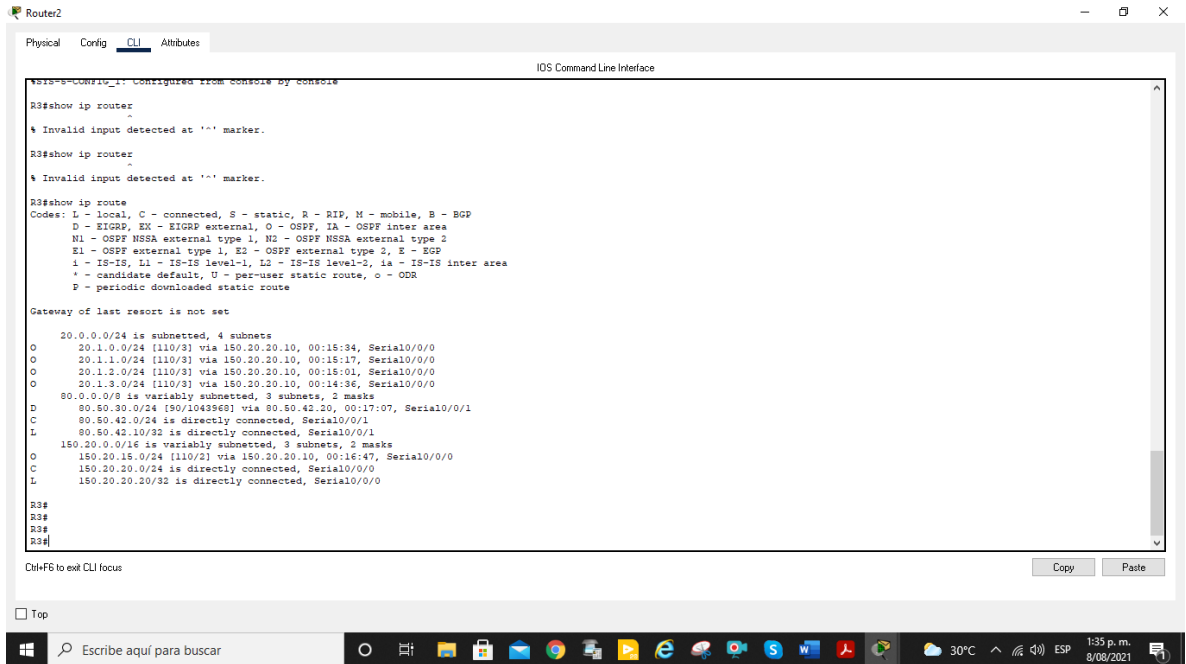 Router2
Physical Config CLI Attributes
IOS Command Line Interface
%SYS-5-CONFIG_I: Configured from console by console
R3#show ip router
^
% Invalid input detected at '^' marker.
R3#show ip router
^
% Invalid input detected at '^' marker.
R3#show ip route
Codes: L - local, C - connected, S - static, R - RIP, M - mobile, B - BGP
D - EIGRP, EX - EIGRP external, O - OSPF, IA - OSPF inter area
N1 - OSPF NSSA external type 1, N2 - OSPF NSSA external type 2
E1 - OSPF external type 1, E2 - OSPF external type 2, E - EGP
i - IS-IS, L1 - IS-IS level-1, L2 - IS-IS level-2, ia - IS-IS inter area
* - candidate default, U - per-user static route, o - ODR
P - periodic downloaded static route
Gateway of last resort is not set
20.0.0.0/24 is subnetted, 4 subnets
O 20.1.0.0/24 [110/3] via 150.20.20.10, 00:15:34, Serial0/0/0
O 20.1.1.0/24 [110/3] via 150.20.20.10, 00:15:17, Serial0/0/0
O 20.1.2.0/24 [110/3] via 150.20.20.10, 00:15:01, Serial0/0/0
O 20.1.3.0/24 [110/3] via 150.20.20.10, 00:14:36, Serial0/0/0
80.0.0.0/8 is variably subnetted, 3 subnets, 2 masks
D 80.50.30.0/24 [90/1043968] via 80.50.42.20, 00:17:07, Serial0/0/1
C 80.50.42.0/24 is directly connected, Serial0/0/1
L 80.50.42.10/32 is directly connected, Serial0/0/1
150.20.0.0/16 is variably subnetted, 3 subnets, 2 masks
O 150.20.15.0/24 [110/2] via 150.20.20.10, 00:16:47, Serial0/0/0
C 150.20.20.0/24 is directly connected, Serial0/0/0
L 150.20.20.20/32 is directly connected, Serial0/0/0
R3#
R3#
R3#
R3#
Ctrl+F6 to exit CLI focus
Copy Paste
Top
Escribe aquí para buscar
30°C ESP 1:35 p. m.
8/08/2021